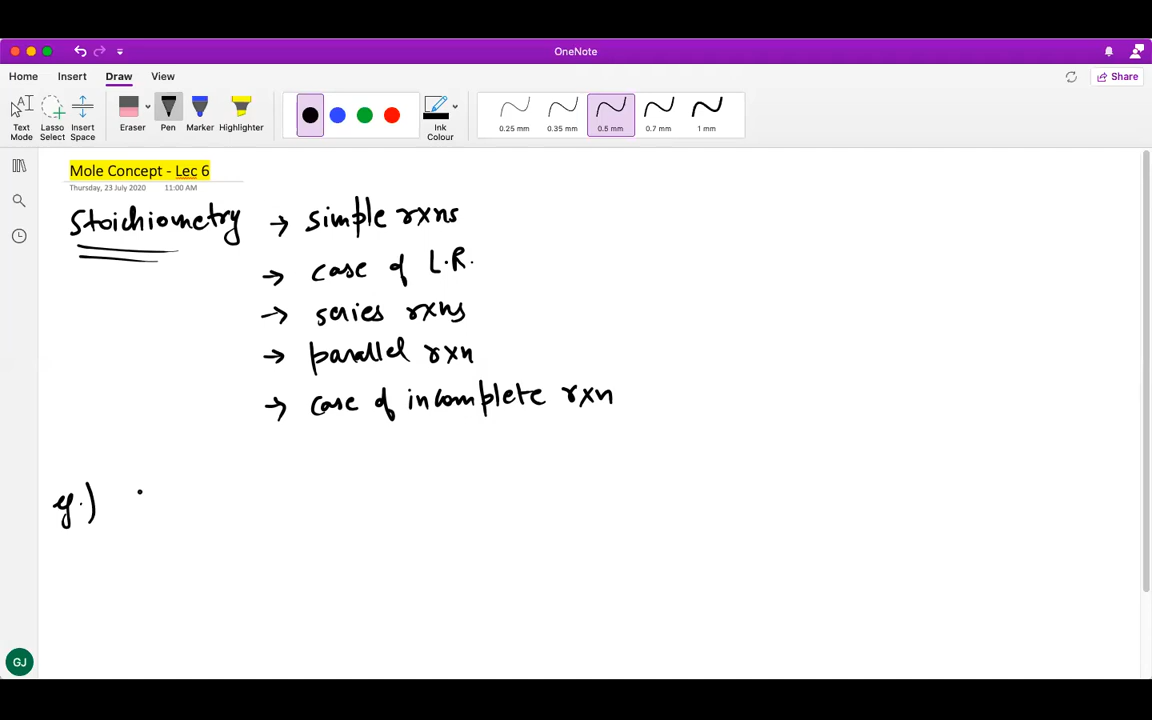 OneNote
Home Insert Draw View Share
Text Mode Lasso Select Insert Space Eraser Pen Marker Highlighter Ink Colour 0.25 mm 0.35 mm 0.5 mm 0.7 mm 1 mm
Mole Concept - Lec 6
Thursday, 23 July 2020 11:00 AM
Stoichiometry → simple rxns
→ case of L.R.
→ series rxns
→ parallel rxn
→ case of incomplete rxn
eg.)
GJ